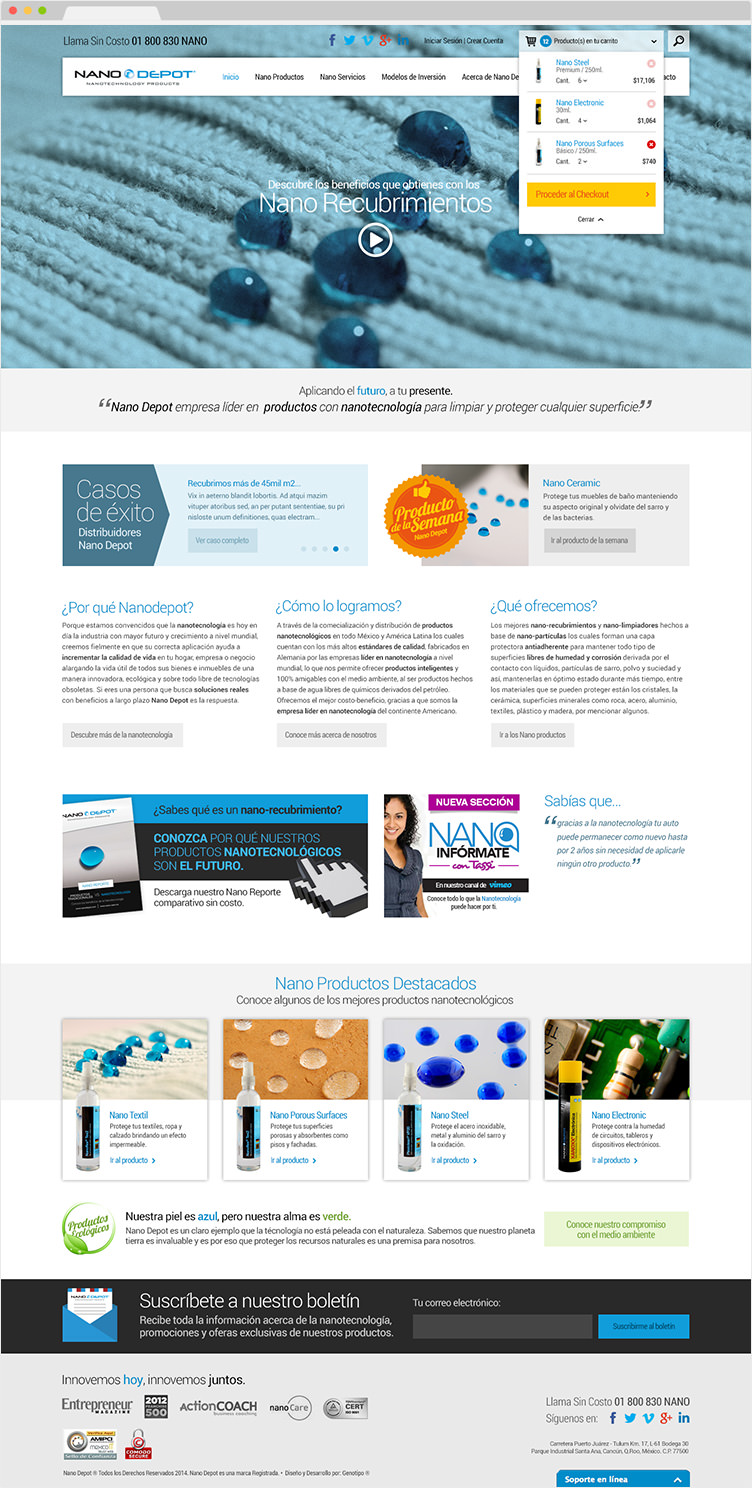 Llama Sin Costo 01 800 830 NANO
Iniciar Sesión | Crear Cuenta
12 Producto(s) en tu carrito
NANO DEPOT
NANOTECHNOLOGY PRODUCTS
Inicio Nano Productos Nano Servicios Modelos de Inversión Acerca de Nano De
acto
Nano Steel
Premium / 250ml.
Cant. 6 $17,106
Nano Electronic
30ml.
Cant. 4 $1,064
Nano Porous Surfaces
Básico / 250ml.
Cant. 2 $740
Proceder al Checkout
Cerrar
Descubre los beneficios que obtienes con los
Nano Recubrimientos
Aplicando el futuro, a tu presente.
“Nano Depot empresa líder en productos con nanotecnología para limpiar y proteger cualquier superficie.”
Casos
de éxito
Distribuidores
Nano Depot
Recubrimos más de 45mil m2...
Vix in aeterno blandit lobortis. Ad atqui mazim
vituper atoribus sed, an per putant sententiae, su pri
nisloste unum definitiones, quas electram...
Ver caso completo
Producto
de la Semana
Nano Depot
Nano Ceramic
Protege tus muebles de baño manteniendo
su aspecto original y olvidate del sarro y
de las bacterias.
Ir al producto de la semana
¿Por qué Nanodepot?
Porque estamos convencidos que la nanotecnología es hoy en
día la industria con mayor futuro y crecimiento a nivel mundial,
creemos fielmente en que su correcta aplicación ayuda a
incrementar la calidad de vida en tu hogar, empresa o negocio
alargando la vida útil de todos sus bienes e inmuebles de una
manera innovadora, ecológica y sobre todo libre de tecnologías
obsoletas. Si eres una persona que busca soluciones reales
con beneficios a largo plazo Nano Depot es la respuesta.
Descubre más de la nanotecnología
¿Cómo lo logramos?
A través de la comecialización y distribución de productos
nanotecnológicos en todo México y América Latina los cuales
cuentan con los más altos estándares de calidad, fabricados en
Alemania por las empresas líder en nanotecnología a nivel
mundial, lo que nos permite ofrecer productos inteligentes y
100% amigables con el medio ambiente, al ser productos hechos
a base de agua libres de químicos derivados del petróleo.
Ofrecemos el mejor costo-beneficio, gracias a que somos la
empresa líder en nanotecnología del continente Americano.
Conoce más acerca de nosotros
¿Qué ofrecemos?
Los mejores nano-recubrimientos y nano-limpiadores hechos a
base de nano-partículas los cuales forman una capa
protectora antiadherente para mantener todo tipo de
superficies libres de humedad y corrosión derivada por el
contacto con líquidos, partículas de sarro, polvo y suciedad y
así, mantenerlas en óptimo estado durante más tiempo, entre
los materiales que se pueden proteger están los cristales, la
cerámica, superficies minerales como roca, acero, aluminio,
textiles, plástico y madera, por mencionar algunos.
Ir a los Nano productos
NANO DEPOT
¿Sabes qué es un nano-recubrimiento?
CONOZCA POR QUÉ NUESTROS
PRODUCTOS NANOTECNOLÓGICOS
SON EL FUTURO.
Descarga nuestro Nano Reporte
comparativo sin costo.
NUEVA SECCIÓN
NANO
INFÓRMATE
con Tassi
En nuestro canal de vimeo
Conoce todo lo que la Nanotecnología
puede hacer por ti.
Sabías que...
“gracias a la nanotecnología tu auto
puede permanecer como nuevo hasta
por 2 años sin necesidad de aplicarle
ningún otro producto.”
Nano Productos Destacados
Conoce algunos de los mejores productos nanotecnológicos
Nano Textil
Protege tus textiles, ropa y
calzado brindando un efecto
impermeable.
Ir al producto
Nano Porous Surfaces
Protege tus superficies
porosas y absorbentes como
pisos y fachadas.
Ir al producto
Nano Steel
Protege el acero inoxidable,
metal y aluminio del sarro y
la oxidación.
Ir al producto
Nano Electronic
Protege contra la humedad
de circuitos, tableros y
dispositivos electrónicos.
Ir al producto
Productos
Ecológicos
Nuestra piel es azul, pero nuestra alma es verde.
Nano Depot es un claro ejemplo que la técnología no está peleada con el naturaleza. Sabemos que nuestro planeta
tierra es invaluable y es por eso que proteger los recursos naturales es una premisa para nosotros.
Conoce nuestro compromiso
con el medio ambiente
NANO DEPOT
Suscríbete a nuestro boletín
Recibe toda la información acerca de la nanotecnología,
promociones y oferas exclusivas de nuestros productos.
Tu correo electrónico:
Suscribirme al boletín
Innovemos hoy, innovemos juntos.
Entrepreneur
MAGAZINE
2012
500
ActionCOACH
business coaching
nanoCare
CERT
ISO 9001
AMIPCI
México
Sello de Confianza
COMODO
SECURE
Llama Sin Costo 01 800 830 NANO
Síguenos en:
Carretera Puerto Juárez - Tulum Km. 17, L-61 Bodega 30
Parque Industrial Santa Ana, Cancún, Q.Roo, México, C.P. 77500
Nano Depot ® Todos los Derechos Reservados 2014. Nano Depot es una marca Registrada. • Diseño y Desarrollo por: Genotipo ®
Soporte en línea